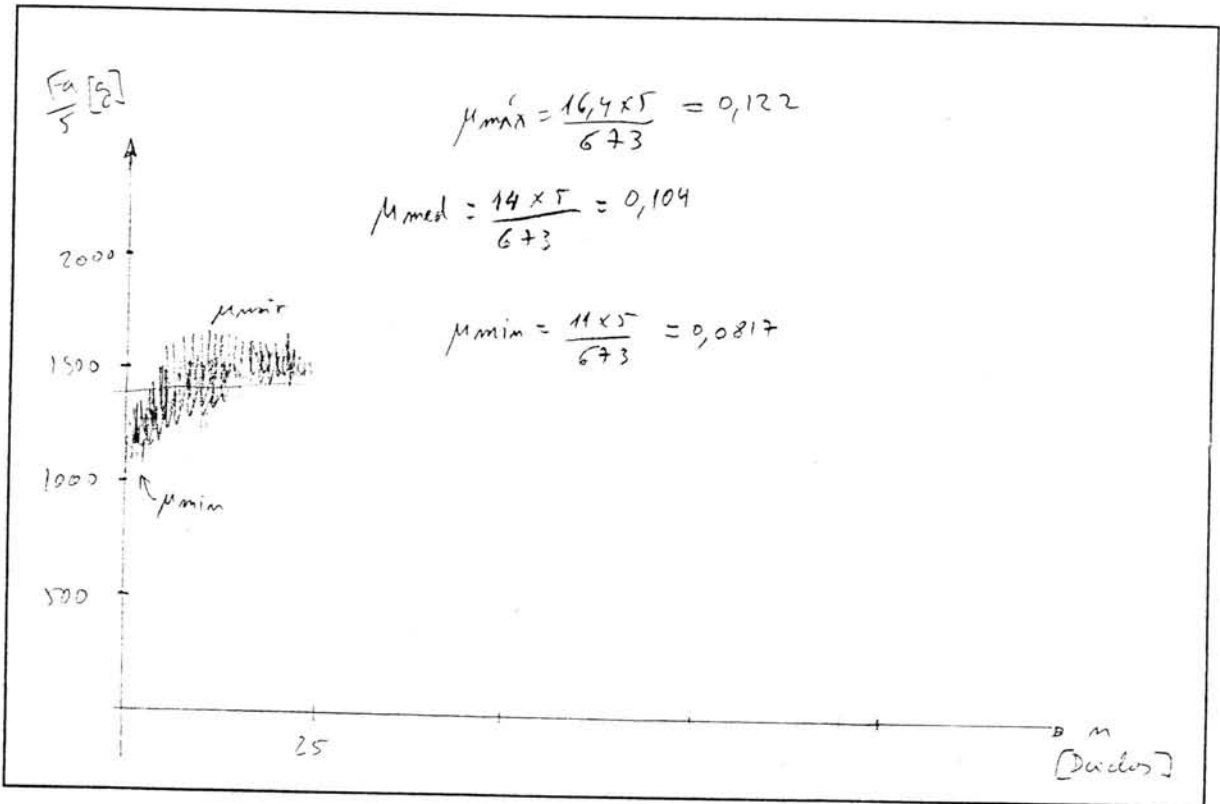 Fa/5 [g]
μmáx = 16,4 x 5 / 673 = 0,122
μmed = 14 x 5 / 673 = 0,104
2000
μmáx
μmin = 11 x 5 / 673 = 0,0817
1500
1000
μmin
500
25
n